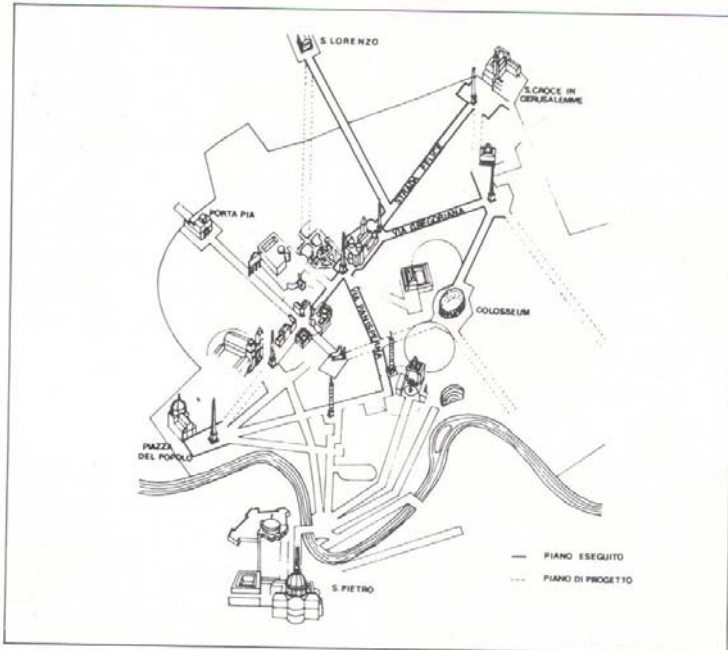 S. LORENZO
S. CROCE IN
GERUSALEMME
STRADA FELICE
PORTA PIA
VIA GREGORIANA
VIA PANISPERNA
COLOSSEUM
PIAZZA
DEL POPOLO
PIANO ESEGUITO
PIANO DI PROGETTO
S. PIETRO